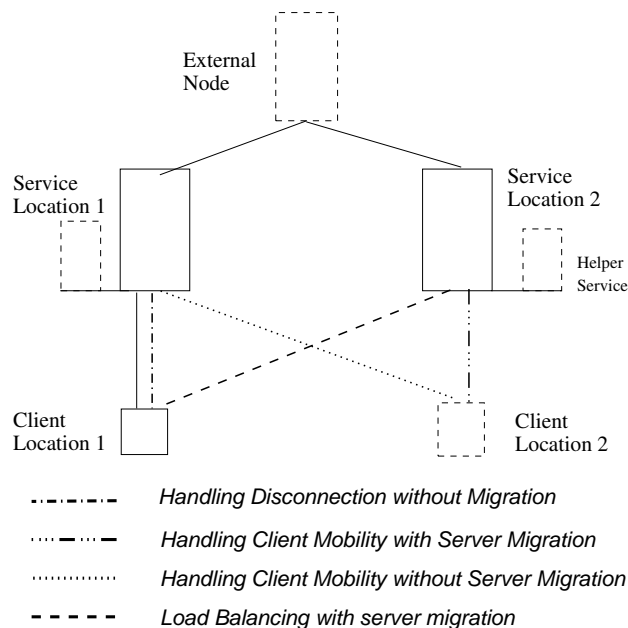 External
Node
Service
Location 1
Service
Location 2
Helper
Service
Client
Location 1
Client
Location 2
Handling Disconnection without Migration
Handling Client Mobility with Server Migration
Handling Client Mobility without Server Migration
Load Balancing with server migration